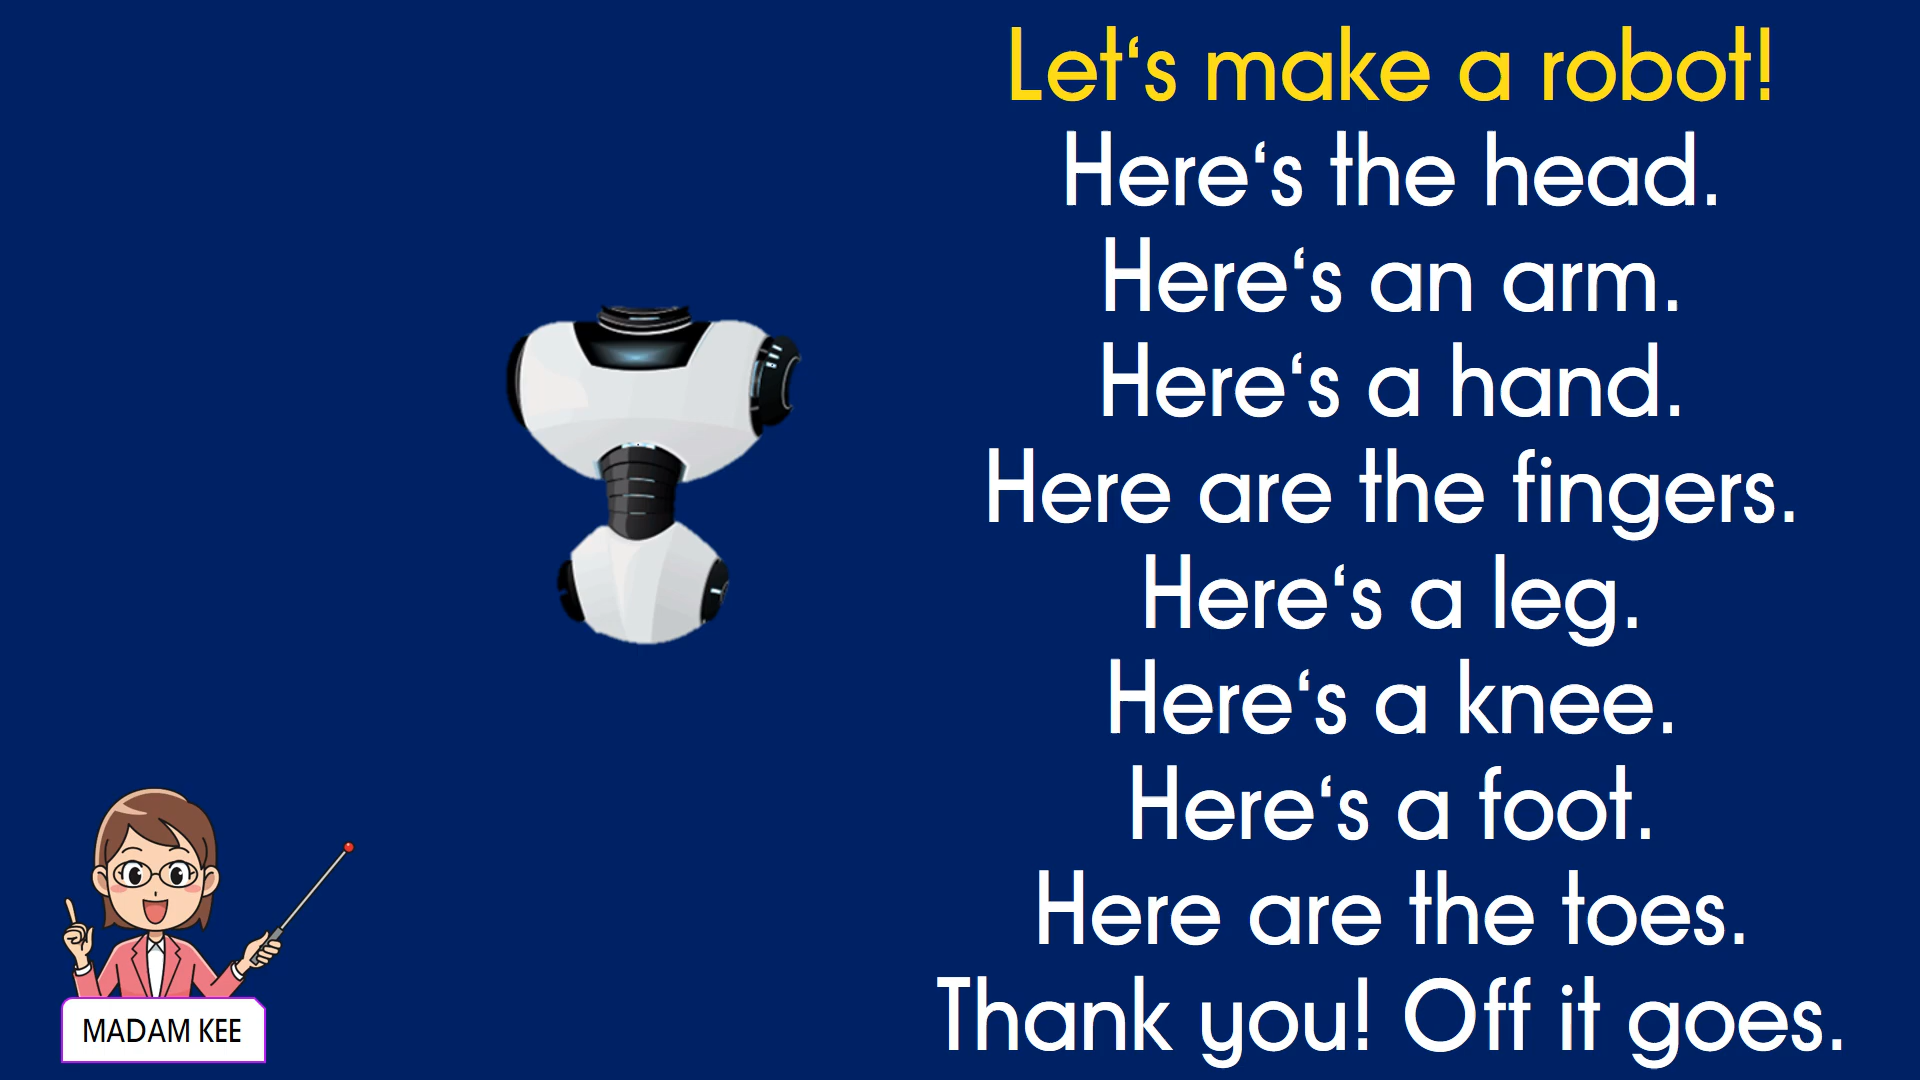 Let‘s make a robot!
Here‘s the head.
Here‘s an arm.
Here‘s a hand.
Here are the fingers.
Here‘s a leg.
Here‘s a knee.
Here‘s a foot.
Here are the toes.
Thank you! Off it goes.
MADAM KEE